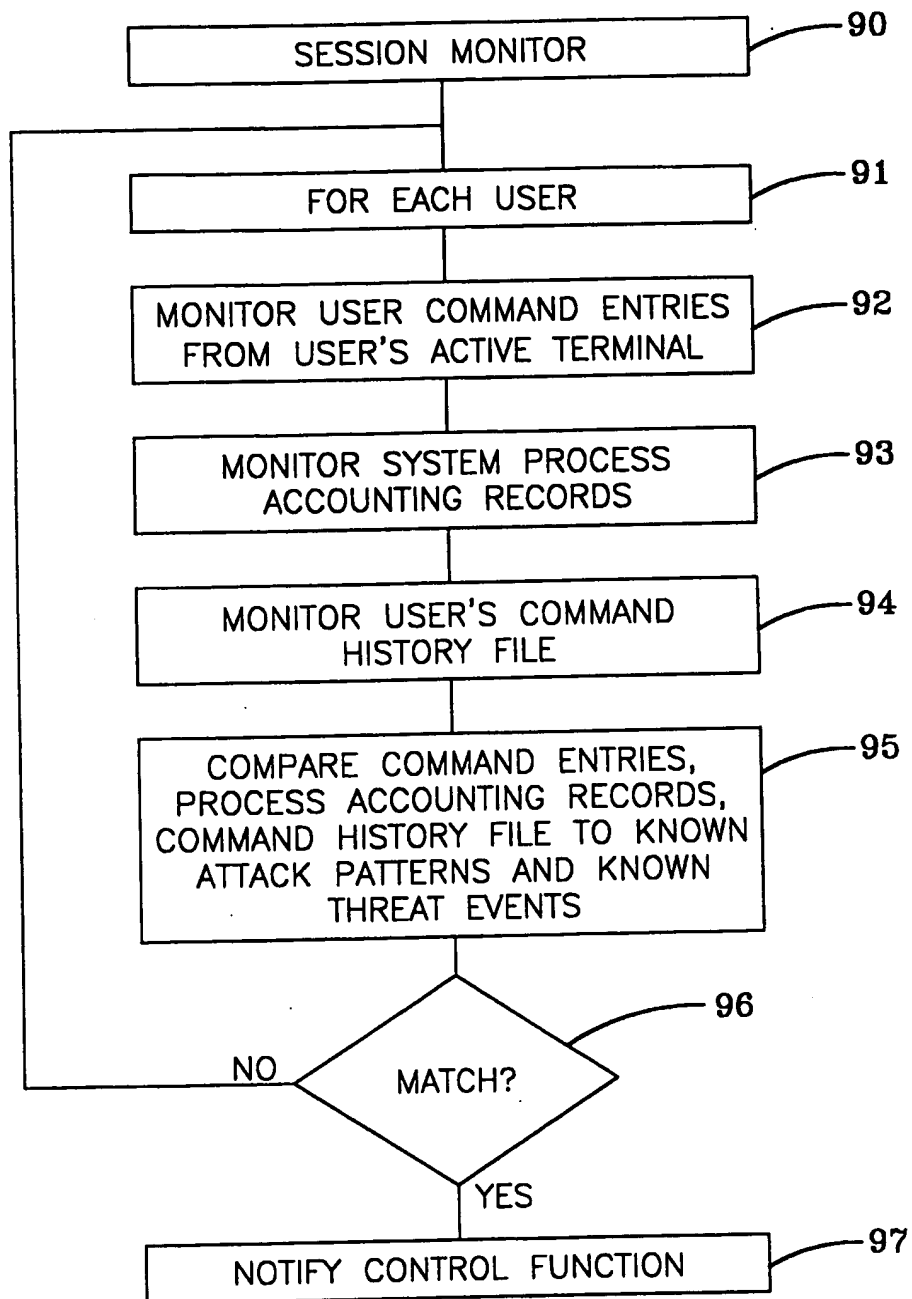 SESSION MONITOR
90
FOR EACH USER
91
MONITOR USER COMMAND ENTRIES
FROM USER'S ACTIVE TERMINAL
92
MONITOR SYSTEM PROCESS
ACCOUNTING RECORDS
93
MONITOR USER'S COMMAND
HISTORY FILE
94
COMPARE COMMAND ENTRIES,
PROCESS ACCOUNTING RECORDS,
COMMAND HISTORY FILE TO KNOWN
ATTACK PATTERNS AND KNOWN
THREAT EVENTS
95
MATCH?
96
NO
YES
NOTIFY CONTROL FUNCTION
97